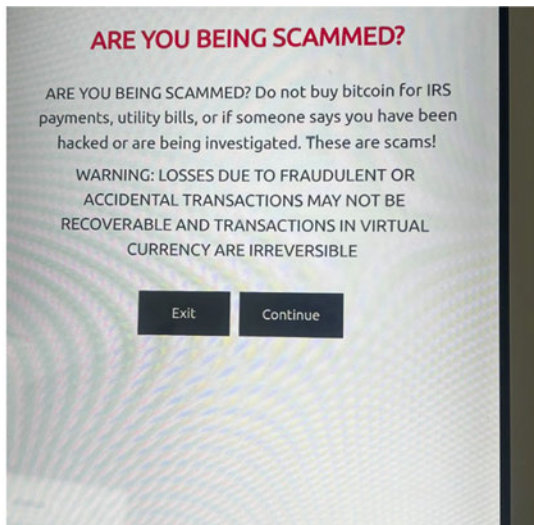 ARE YOU BEING SCAMMED?
ARE YOU BEING SCAMMED? Do not buy bitcoin for IRS
payments, utility bills, or if someone says you have been
hacked or are being investigated. These are scams!
WARNING: LOSSES DUE TO FRAUDULENT OR
ACCIDENTAL TRANSACTIONS MAY NOT BE
RECOVERABLE AND TRANSACTIONS IN VIRTUAL
CURRENCY ARE IRREVERSIBLE
Exit
Continue